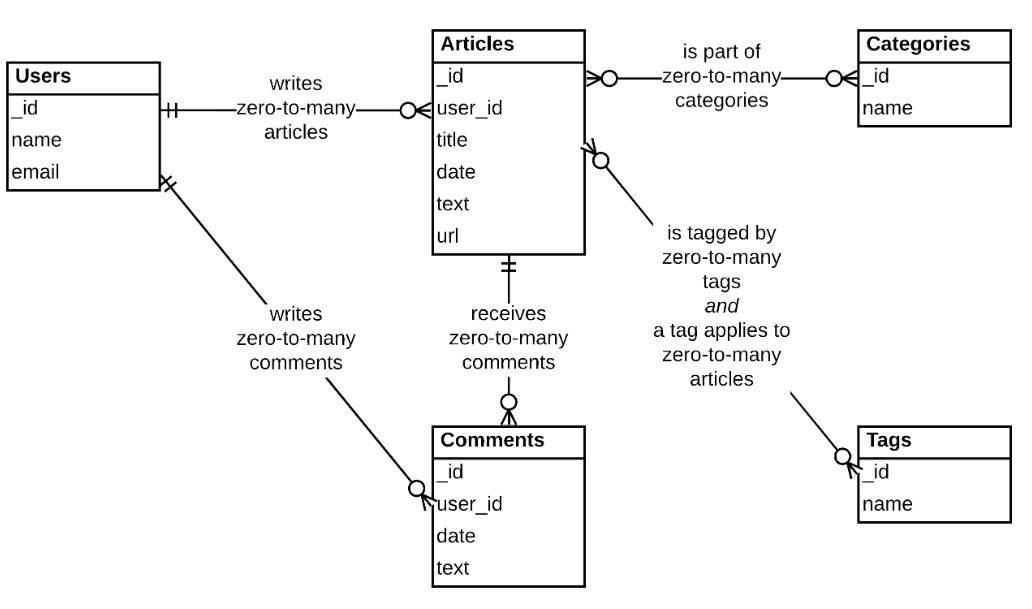 Users
_id
name
email
writes
zero-to-many
articles
Articles
_id
user_id
title
date
text
url
is part of
zero-to-many
categories
Categories
_id
name
is tagged by
zero-to-many
tags
and
a tag applies to
zero-to-many
articles
writes
zero-to-many
comments
receives
zero-to-many
comments
Comments
_id
user_id
date
text
Tags
_id
name